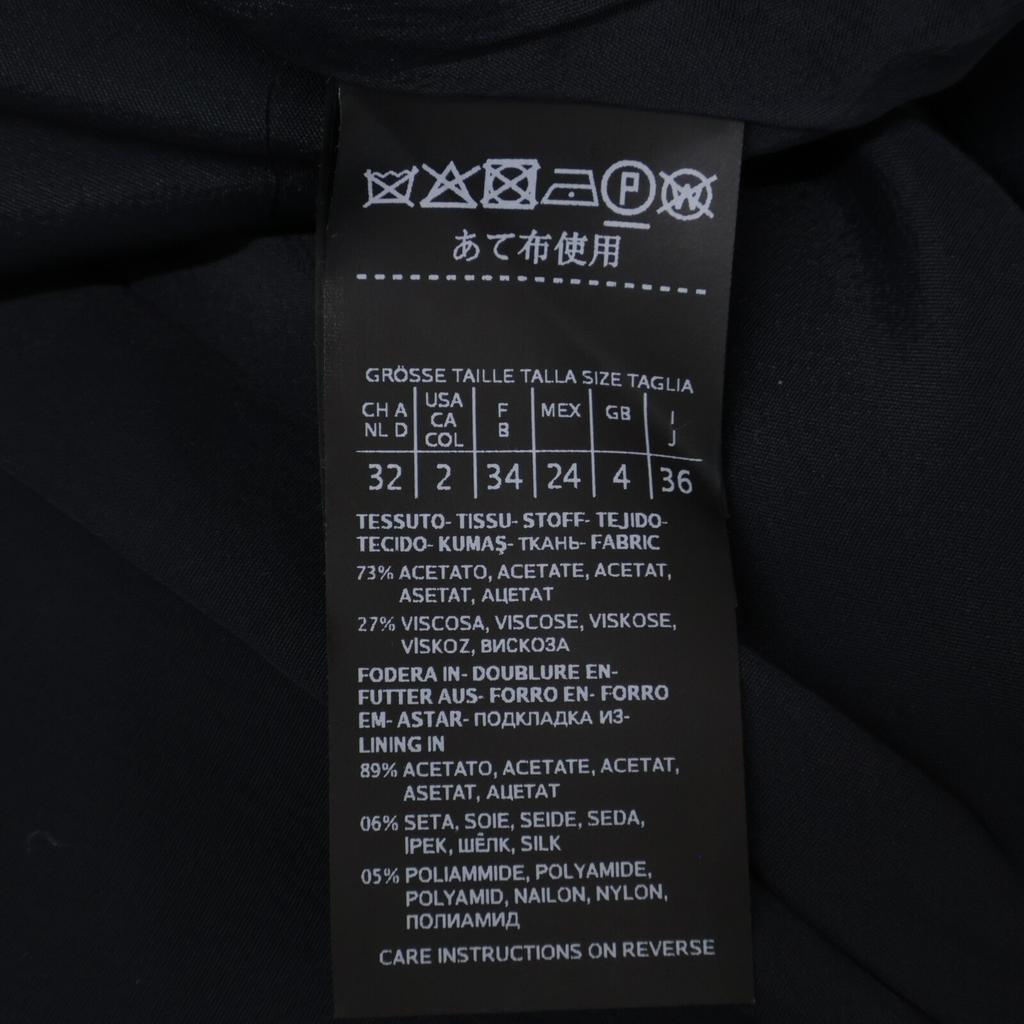 P W
あて布使用
GRÖSSE TAILLE TALLA SIZE TAGLIA
CH A NL D USA CA COL F B MEX GB I J
32 2 34 24 4 36
TESSUTO- TISSU- STOFF- TEJIDO-
TECIDO- KUMAŞ- ТКАНЬ- FABRIC
73% ACETATO, ACETATE, ACETAT,
ASETAT, АЦЕТАТ
27% VISCOSA, VISCOSE, VISKOSE,
VİSKOZ, ВИСКОЗА
FODERA IN- DOUBLURE EN-
FUTTER AUS- FORRO EN- FORRO
EM- ASTAR- ПОДКЛАДКА ИЗ-
LINING IN
89% ACETATO, ACETATE, ACETAT,
ASETAT, АЦЕТАТ
06% SETA, SOIE, SEIDE, SEDA,
İPEK, ШЁЛК, SILK
05% POLIAMMIDE, POLYAMIDE,
POLYAMID, NAILON, NYLON,
ПОЛИАМИД
CARE INSTRUCTIONS ON REVERSE